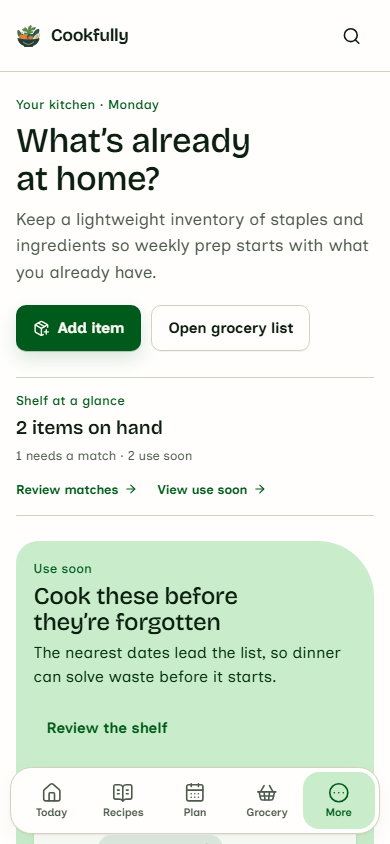 Cookfully
Your kitchen · Monday
What’s already
at home?
Keep a lightweight inventory of staples and
ingredients so weekly prep starts with what
you already have.
Add item
Open grocery list
Shelf at a glance
2 items on hand
1 needs a match · 2 use soon
Review matches →
View use soon →
Use soon
Cook these before
they’re forgotten
The nearest dates lead the list, so dinner
can solve waste before it starts.
Review the shelf
Today
Recipes
Plan
Grocery
More